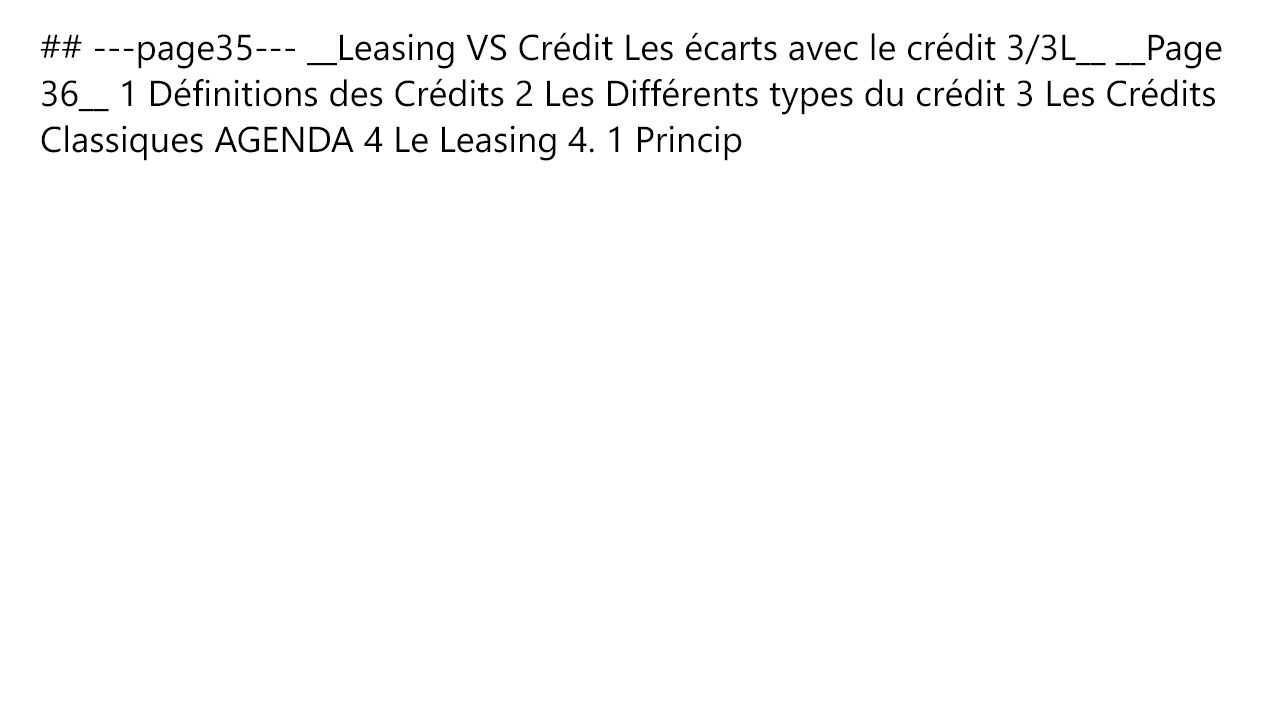 ## ---page35--- __Leasing VS Crédit Les écarts avec le crédit 3/3L__ __Page
36__ 1 Définitions des Crédits 2 Les Différents types du crédit 3 Les Crédits
Classiques AGENDA 4 Le Leasing 4. 1 Princip